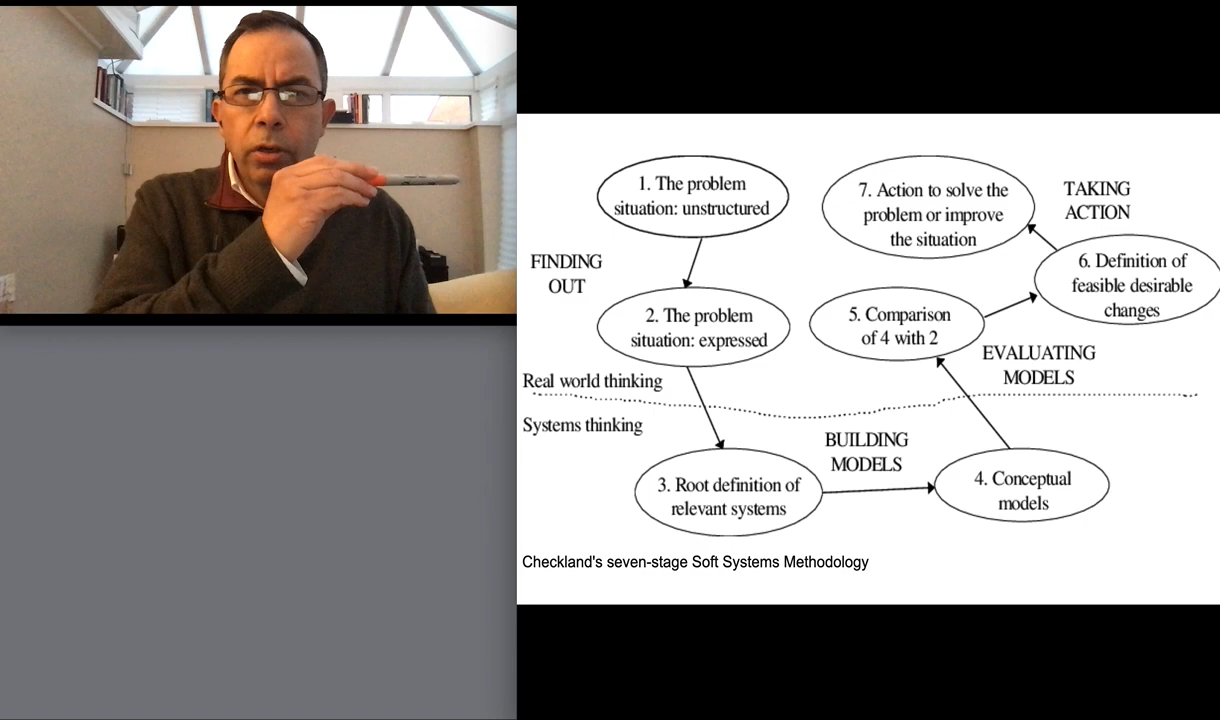 1. The problem
situation: unstructured
7. Action to solve the
problem or improve
the situation
TAKING
ACTION
FINDING
OUT
2. The problem
situation: expressed
5. Comparison
of 4 with 2
6. Definition of
feasible desirable
changes
EVALUATING
MODELS
Real world thinking
Systems thinking
BUILDING
MODELS
3. Root definition of
relevant systems
4. Conceptual
models
Checkland's seven-stage Soft Systems Methodology